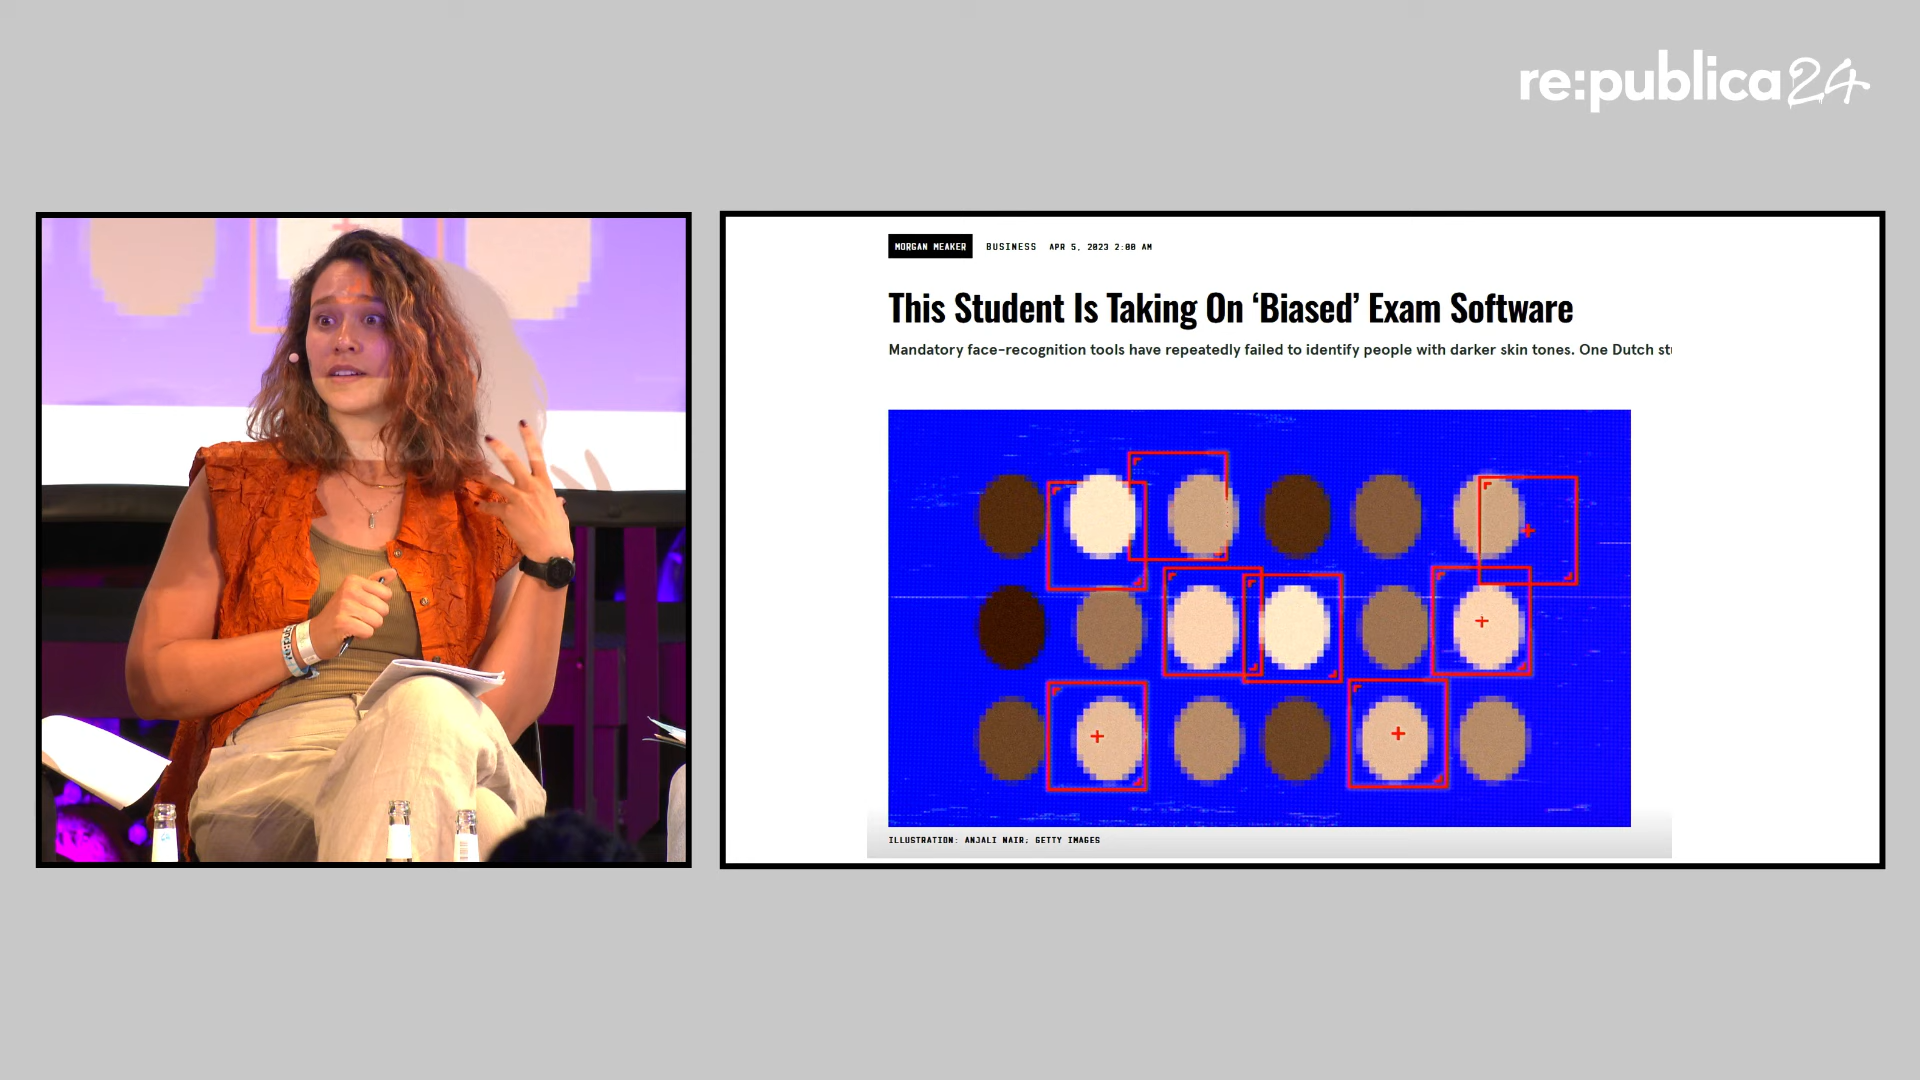 re:publica 24
MORGAN MEAKER BUSINESS APR 5, 2023 2:00 AM
This Student Is Taking On ‘Biased’ Exam Software
Mandatory face-recognition tools have repeatedly failed to identify people with darker skin tones. One Dutch st
ILLUSTRATION: ANJALI NAIR; GETTY IMAGES